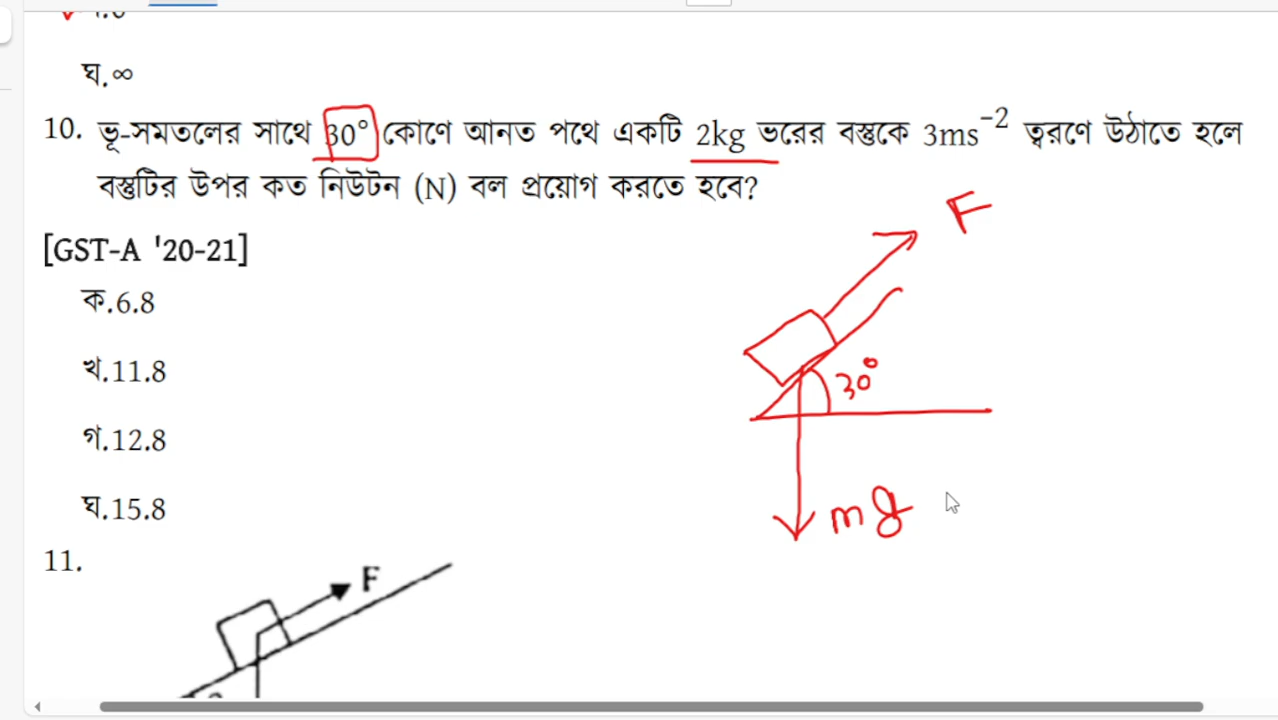 ঘ.∞
10. ভূ-সমতলের সাথে 30° কোণে আনত পথে একটি 2kg ভরের বস্তুকে 3ms⁻² ত্বরণে উঠাতে হলে
বস্তুটির উপর কত নিউটন (N) বল প্রয়োগ করতে হবে?
F
[GST-A '20-21]
ক.6.8
খ.11.8
30°
গ.12.8
ঘ.15.8
mg
11.
F